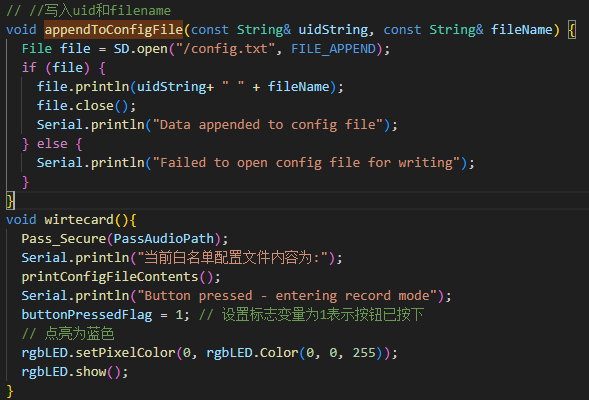 // //写入uid和filename
void appendToConfigFile(const String& uidString, const String& fileName) {
  File file = SD.open("/config.txt", FILE_APPEND);
  if (file) {
    file.println(uidString+ " " + fileName);
    file.close();
    Serial.println("Data appended to config file");
  } else {
    Serial.println("Failed to open config file for writing");
  }
}
void wirtecard(){
  Pass_Secure(PassAudioPath);
  Serial.println("当前白名单配置文件内容为:");
  printConfigFileContents();
  Serial.println("Button pressed - entering record mode");
  buttonPressedFlag = 1; // 设置标志变量为1表示按钮已按下
  // 点亮为蓝色
  rgbLED.setPixelColor(0, rgbLED.Color(0, 0, 255));
  rgbLED.show();
}